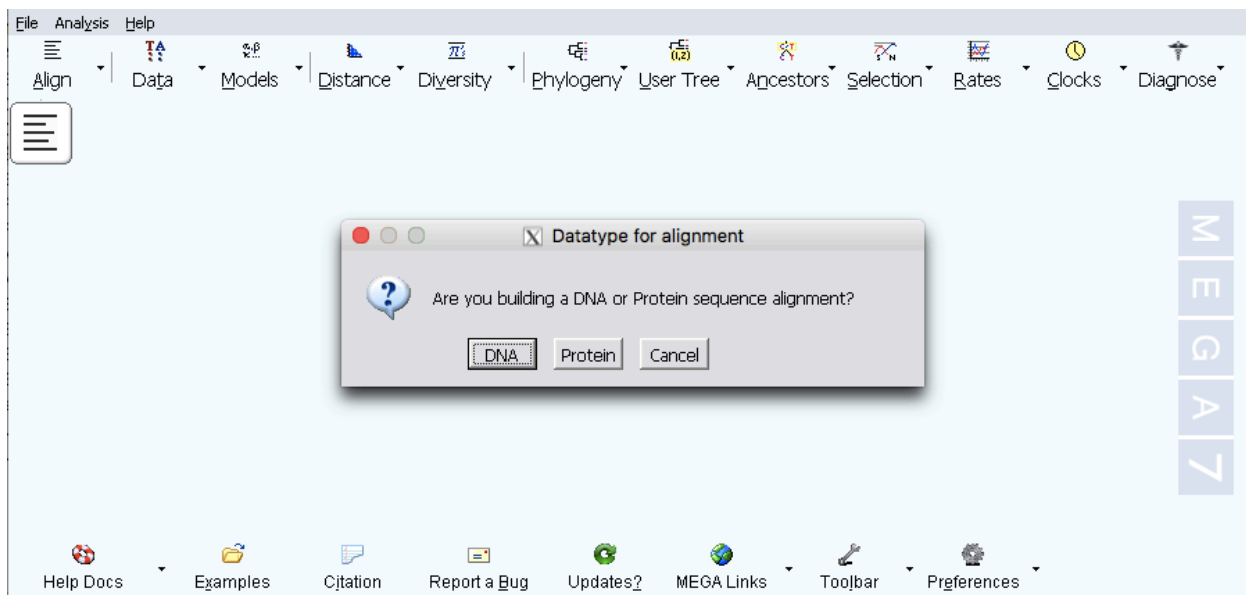 File Analysis Help
Align Data Models Distance Diversity Phylogeny User Tree Ancestors Selection Rates Clocks Diagnose
Datatype for alignment
Are you building a DNA or Protein sequence alignment?
DNA Protein Cancel
M
E
G
A
7
Help Docs Examples Citation Report a Bug Updates? MEGA Links Toolbar Preferences